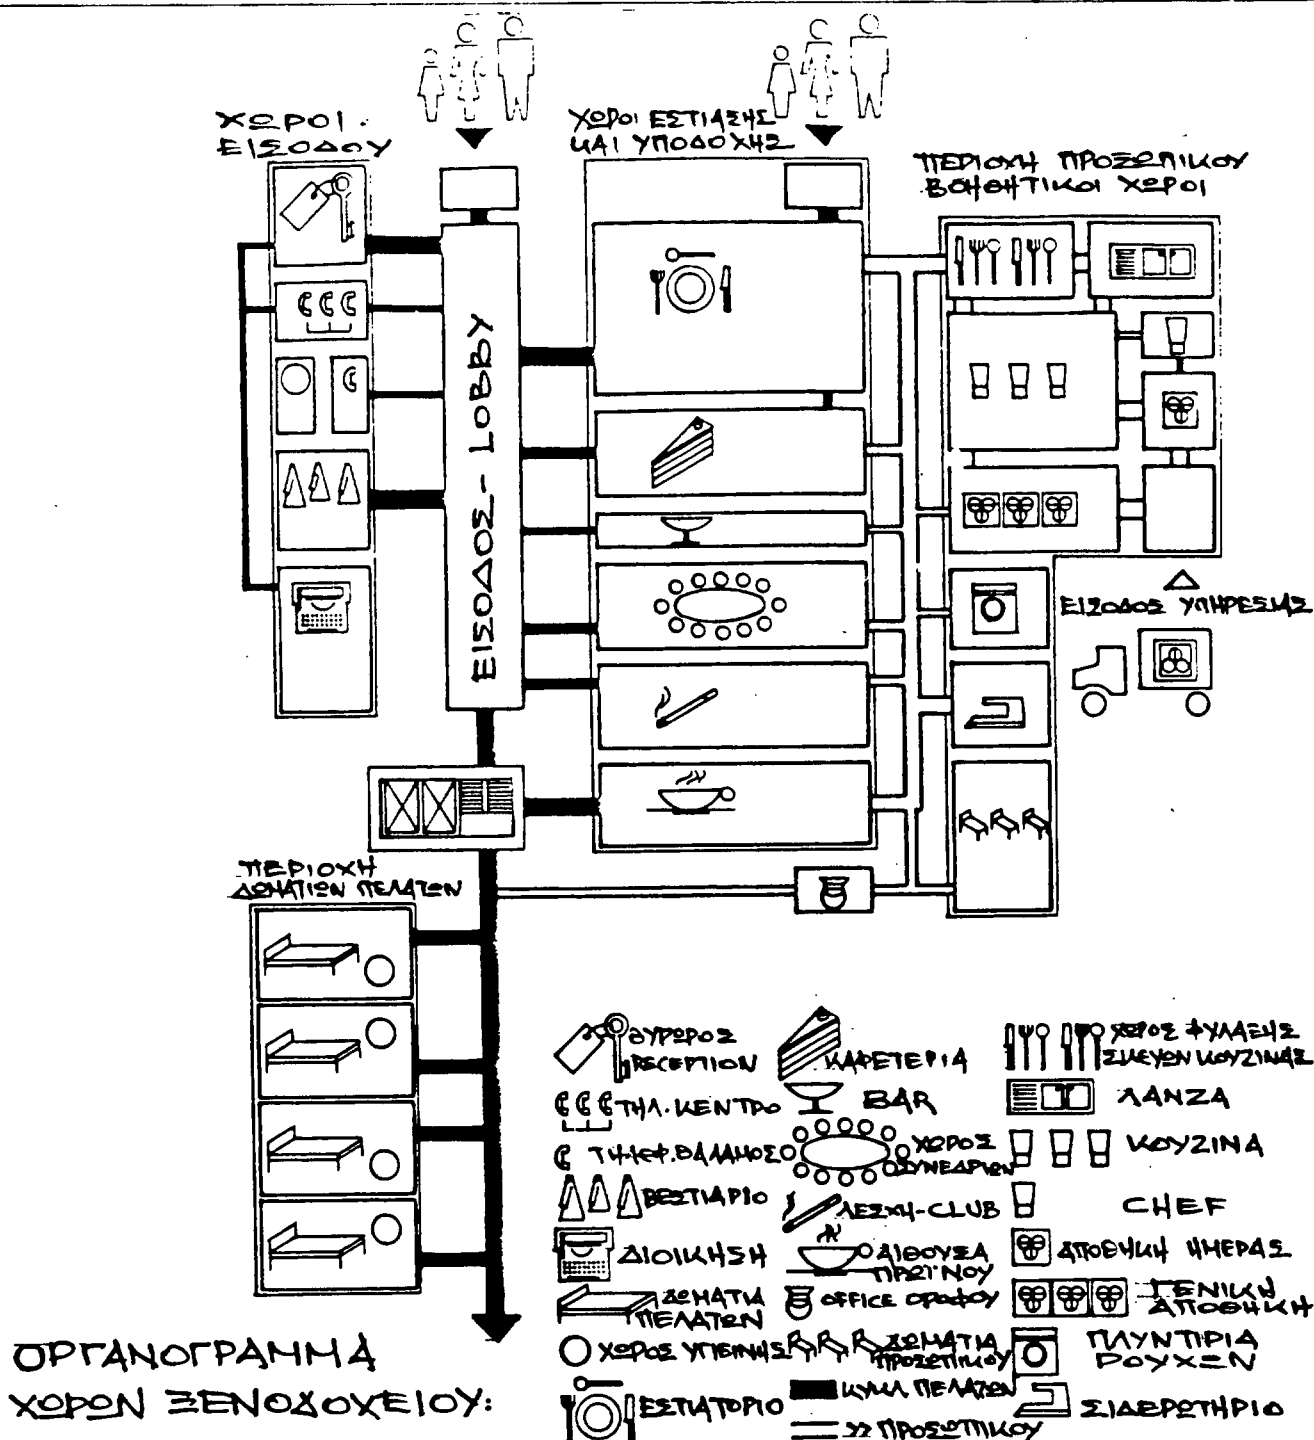 ΧΩΡΟΙ
ΕΙΣΟΔΟΥ
ΧΩΡΟΙ ΕΣΤΙΑΣΗΣ
ΚΑΙ ΥΠΟΔΟΧΗΣ
ΠΕΡΙΟΧΗ ΠΡΟΣΩΠΙΚΟΥ
ΒΟΗΘΗΤΙΚΟΙ ΧΩΡΟΙ
ΕΙΣΟΔΟΣ - LOBBY
ΕΙΣΟΔΟΣ ΥΠΗΡΕΣΙΑΣ
ΠΕΡΙΟΧΗ
ΔΩΜΑΤΙΩΝ ΠΕΛΑΤΩΝ
ΘΥΡΩΡΟΣ
RECEPTION
ΤΗΛ. ΚΕΝΤΡΟ
ΤΗΛΕΦ. ΘΑΛΑΜΟΣ
ΒΕΣΤΙΑΡΙΟ
ΔΙΟΙΚΗΣΗ
ΔΩΜΑΤΙΑ
ΠΕΛΑΤΩΝ
ΧΩΡΟΣ ΥΓΙΕΙΝΗΣ
ΕΣΤΙΑΤΟΡΙΟ
ΚΑΦΕΤΕΡΙΑ
BAR
ΧΩΡΟΣ
ΣΥΝΕΔΡΙΩΝ
ΛΕΣΧΗ-CLUB
ΑΙΘΟΥΣΑ
ΠΡΩΙΝΟΥ
OFFICE ΟΡΟΦΟΥ
ΔΩΜΑΤΙΑ
ΠΡΟΣΩΠΙΚΟΥ
ΚΥΚΛ. ΠΕΛΑΤΩΝ
>> ΠΡΟΣΩΠΙΚΟΥ
ΧΩΡΟΣ ΦΥΛΑΞΗΣ
ΣΚΕΥΩΝ ΚΟΥΖΙΝΑΣ
ΛΑΝΖΑ
ΚΟΥΖΙΝΑ
CHEF
ΑΠΟΘΗΚΗ ΗΜΕΡΑΣ
ΓΕΝΙΚΗ
ΑΠΟΘΗΚΗ
ΠΛΥΝΤΙΡΙΑ
ΡΟΥΧΩΝ
ΣΙΔΕΡΩΤΗΡΙΟ
ΟΡΓΑΝΟΓΡΑΜΜΑ
ΧΩΡΩΝ ΞΕΝΟΔΟΧΕΙΟΥ: